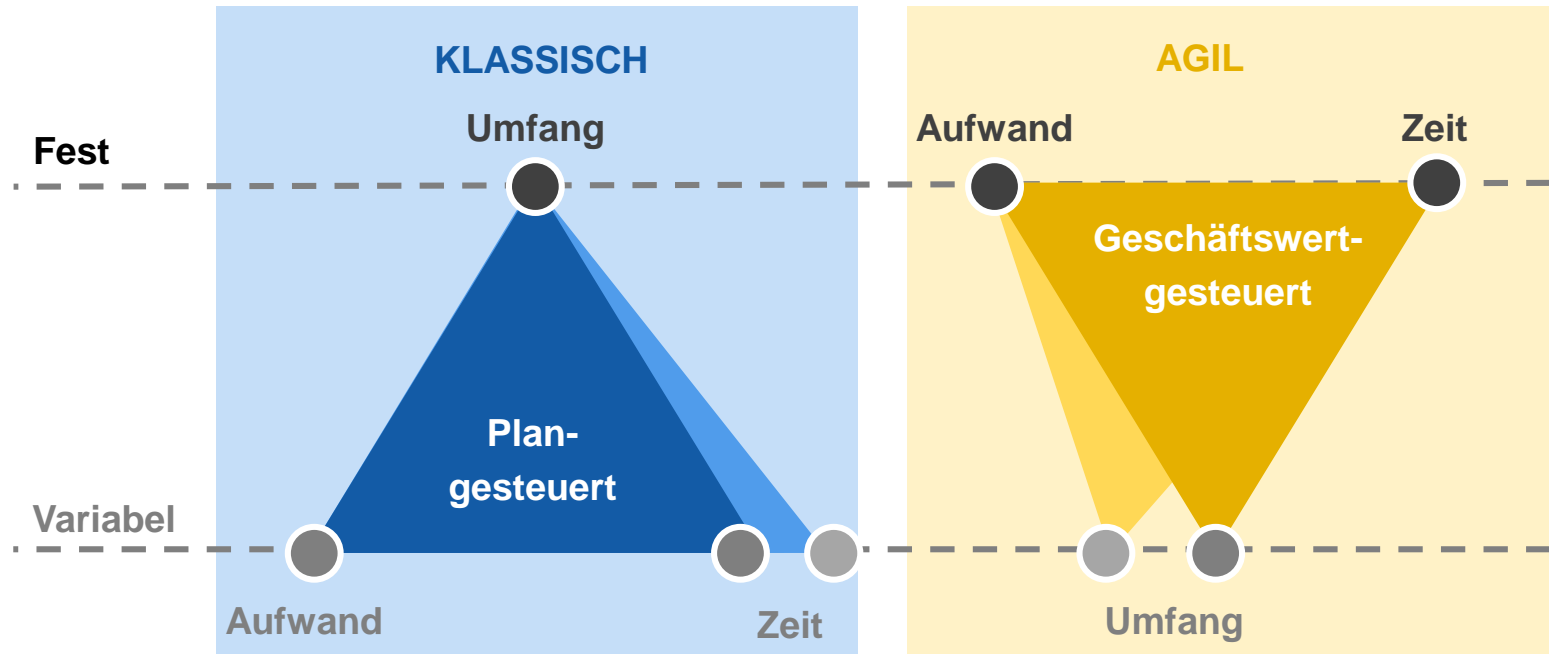 KLASSISCH
AGIL
Fest
Umfang
Aufwand
Zeit
Geschäftswert-
gesteuert
Plan-
gesteuert
Variabel
Aufwand
Zeit
Umfang